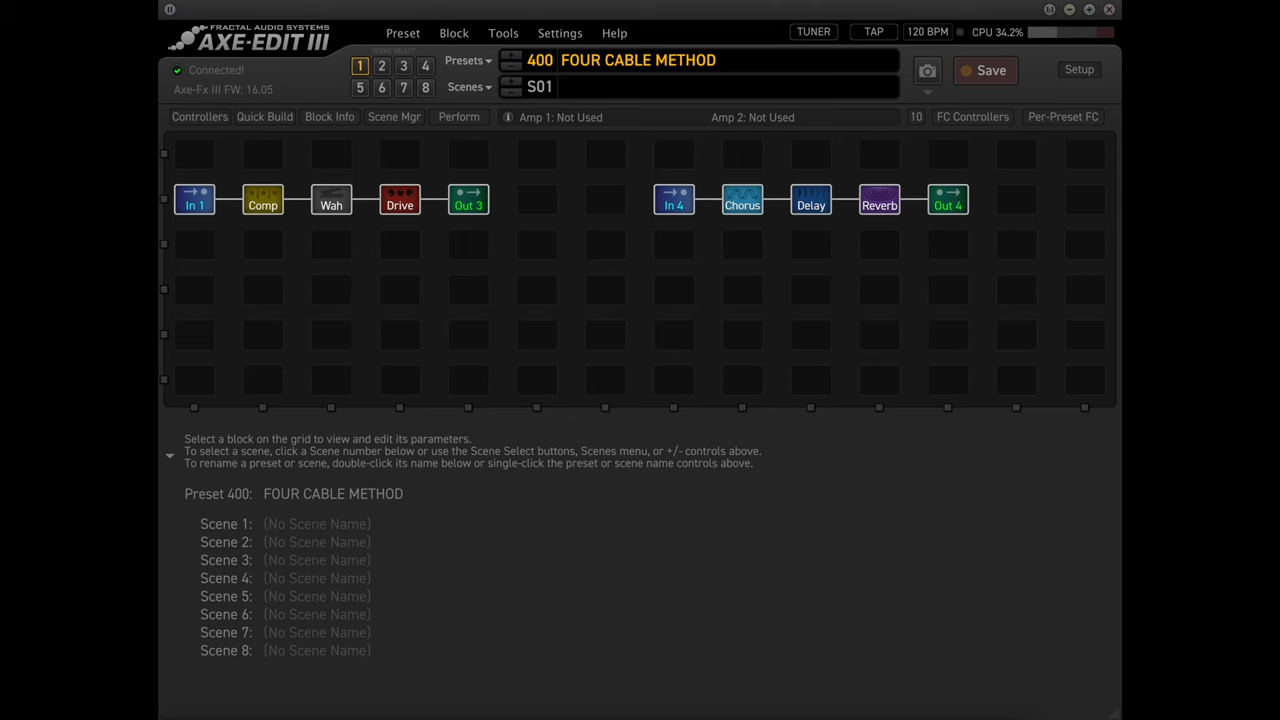 FRACTAL AUDIO SYSTEMS
AXE-EDIT III
Preset Block Tools Settings Help
TUNER TAP 120 BPM CPU 34.2%
SCENE SELECT
1 2 3 4
5 6 7 8
Presets 400 FOUR CABLE METHOD
Scenes S01
Connected!
Axe-Fx III FW: 16.05
Save
Setup
Controllers Quick Build Block Info Scene Mgr Perform
Amp 1: Not Used Amp 2: Not Used
10 FC Controllers Per-Preset FC
In 1 Comp Wah Drive Out 3 In 4 Chorus Delay Reverb Out 4
Select a block on the grid to view and edit its parameters.
To select a scene, click a Scene number below or use the Scene Select buttons, Scenes menu, or +/- controls above.
To rename a preset or scene, double-click its name below or single-click the preset or scene name controls above.
Preset 400: FOUR CABLE METHOD
Scene 1: (No Scene Name)
Scene 2: (No Scene Name)
Scene 3: (No Scene Name)
Scene 4: (No Scene Name)
Scene 5: (No Scene Name)
Scene 6: (No Scene Name)
Scene 7: (No Scene Name)
Scene 8: (No Scene Name)